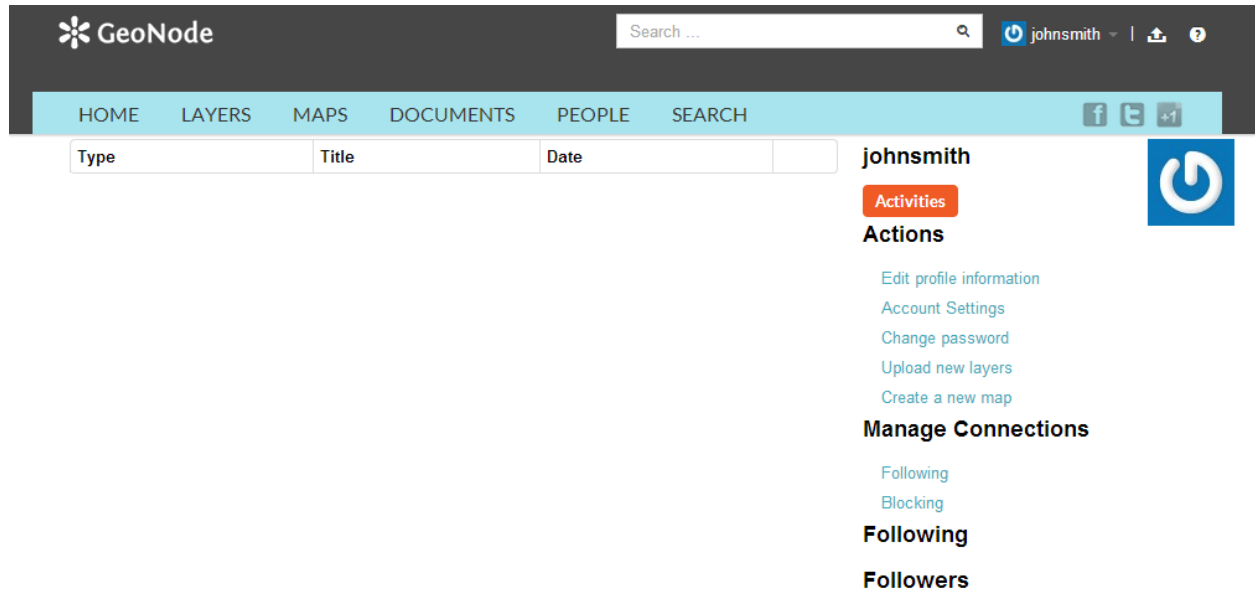 GeoNode
Search ...
johnsmith |
HOME LAYERS MAPS DOCUMENTS PEOPLE SEARCH
f t +1
Type Title Date
johnsmith
Activities
Actions
Edit profile information
Account Settings
Change password
Upload new layers
Create a new map
Manage Connections
Following
Blocking
Following
Followers